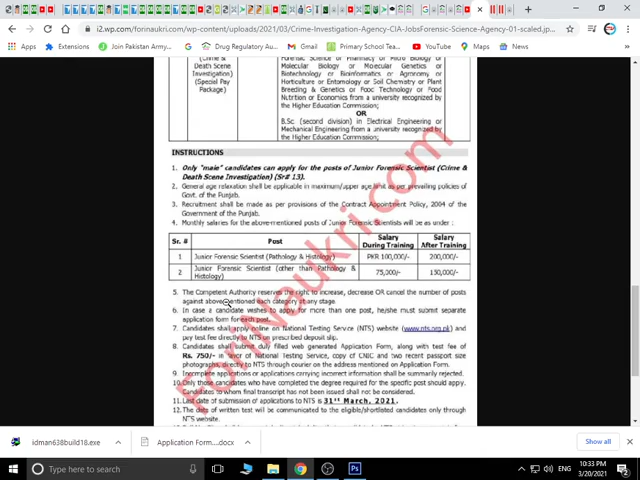 i2.wp.com/forinaukri.com/wp-content/uploads/2021/03/Crime-Investigation-Agency-CIA-JobsForensic-Science-Agency-01-scaled.jp...
Apps
Extensions
Join Pakistan Army...
Drug Regulatory Au...
Gmail
Primary School Tea...
YouTube
Maps
News
(Crime &
Death Scene
Investigation)
(Special Pay
Package)
Forensic Science or Pharmacy or Micro Biology or
Molecular Biology or Molecular Genetics or
Biotechnology or Bioinformatics or Agronomy or
Horticulture or Entomology or Soil Chemistry or Plant
Breeding & Genetics or Food Technology or Food
Nutrition or Economics from a university recognized by
the Higher Education Commission;
OR
B.Sc. (second division) in Electrical Engineering or
Mechanical Engineering from a university recognized by
the Higher Education Commission;
INSTRUCTIONS
1. Only "male" candidates can apply for the posts of Junior Forensic Scientist (Crime &
Death Scene Investigation) (Sr# 13).
2. General age relaxation shall be applicable in maximum/upper age limit as per prevailing policies of
Govt. of the Punjab.
3. Recruitment shall be made as per provisions of the Contract Appointment Policy, 2004 of the
Government of the Punjab.
4. Monthly salaries for the above-mentioned posts of Junior Forensic Scientists will be as under :
Sr. # Post Salary During Training Salary After Training
1 Junior Forensic Scientist (Pathology & Histology) PKR 100,000/- 200,000/-
2 Junior Forensic Scientist (other than Pathology & Histology) 75,000/- 130,000/-
5. The Competent Authority reserves the right to increase, decrease OR cancel the number of posts
against above mentioned each category at any stage.
6. In case a candidate wishes to apply for more than one post, he/she must submit separate
application form for each post.
7. Candidates shall apply online on National Testing Service (NTS) website (www.nts.org.pk) and
pay test fee directly to NTS on prescribed deposit slip.
8. Candidates shall submit duly filled web generated Application Form, along with test fee of
Rs. 750/- in favor of National Testing Service, copy of CNIC and two recent passport size
photographs directly to NTS through courier on the address mentioned on Application Form.
9. Incomplete applications or applications carrying incorrect information shall be summarily rejected.
10. Only those candidates who have completed the degree required for the specific post should apply.
Candidates to whom final transcript has not been issued shall not be considered.
11. Last date of submission of applications to NTS is 31st March, 2021.
12. The date of written test will be communicated to the eligible/shortlisted candidates only through
NTS website.
ForiNaukri.com
idman638build18.exe
Application Form....docx
Show all
Type here to search
ENG
10:33 PM
3/20/2021